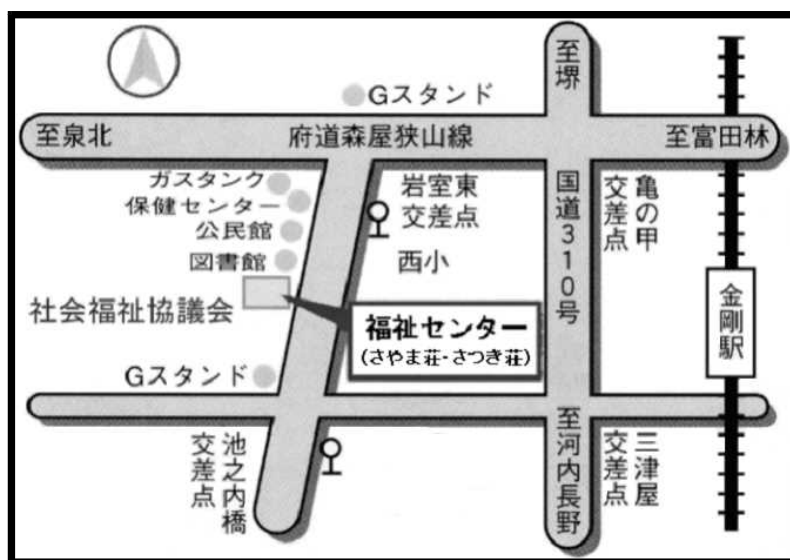 至堺
Gスタンド
至泉北
府道森屋狭山線
至富田林
ガスタンク
保健センター
公民館
図書館
岩室東
交差点
西小
国道310号
亀の甲
交差点
金剛駅
社会福祉協議会
福祉センター
(さやま荘・さつき荘)
Gスタンド
池之内橋
交差点
至河内長野
三津屋
交差点